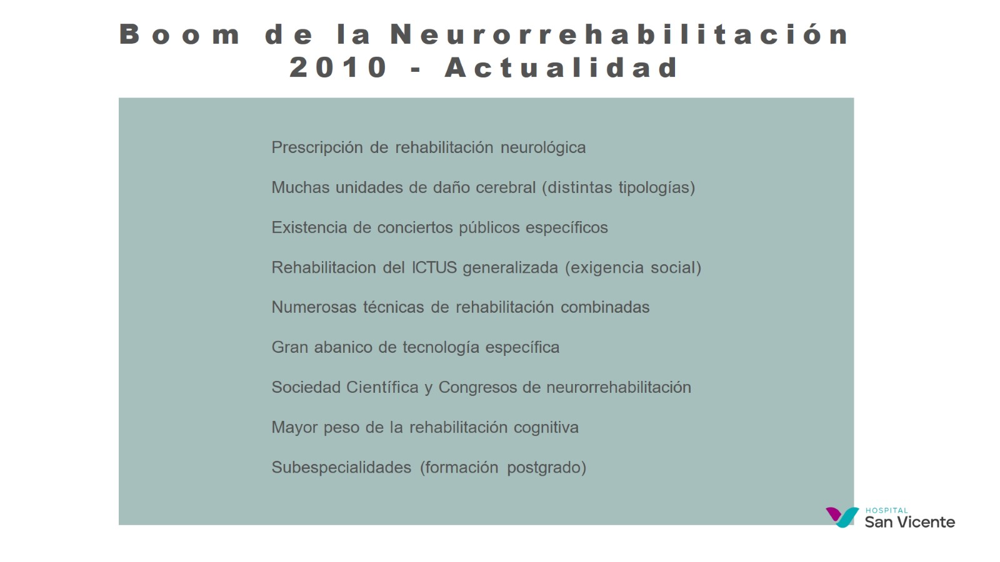 Boom de la Neurorrehabilitación
2010 - Actualidad
Prescripción de rehabilitación neurológica
Muchas unidades de daño cerebral (distintas tipologías)
Existencia de conciertos públicos específicos
Rehabilitacion del ICTUS generalizada (exigencia social)
Numerosas técnicas de rehabilitación combinadas
Gran abanico de tecnología específica
Sociedad Científica y Congresos de neurorrehabilitación
Mayor peso de la rehabilitación cognitiva
Subespecialidades (formación postgrado)
HOSPITAL
San Vicente